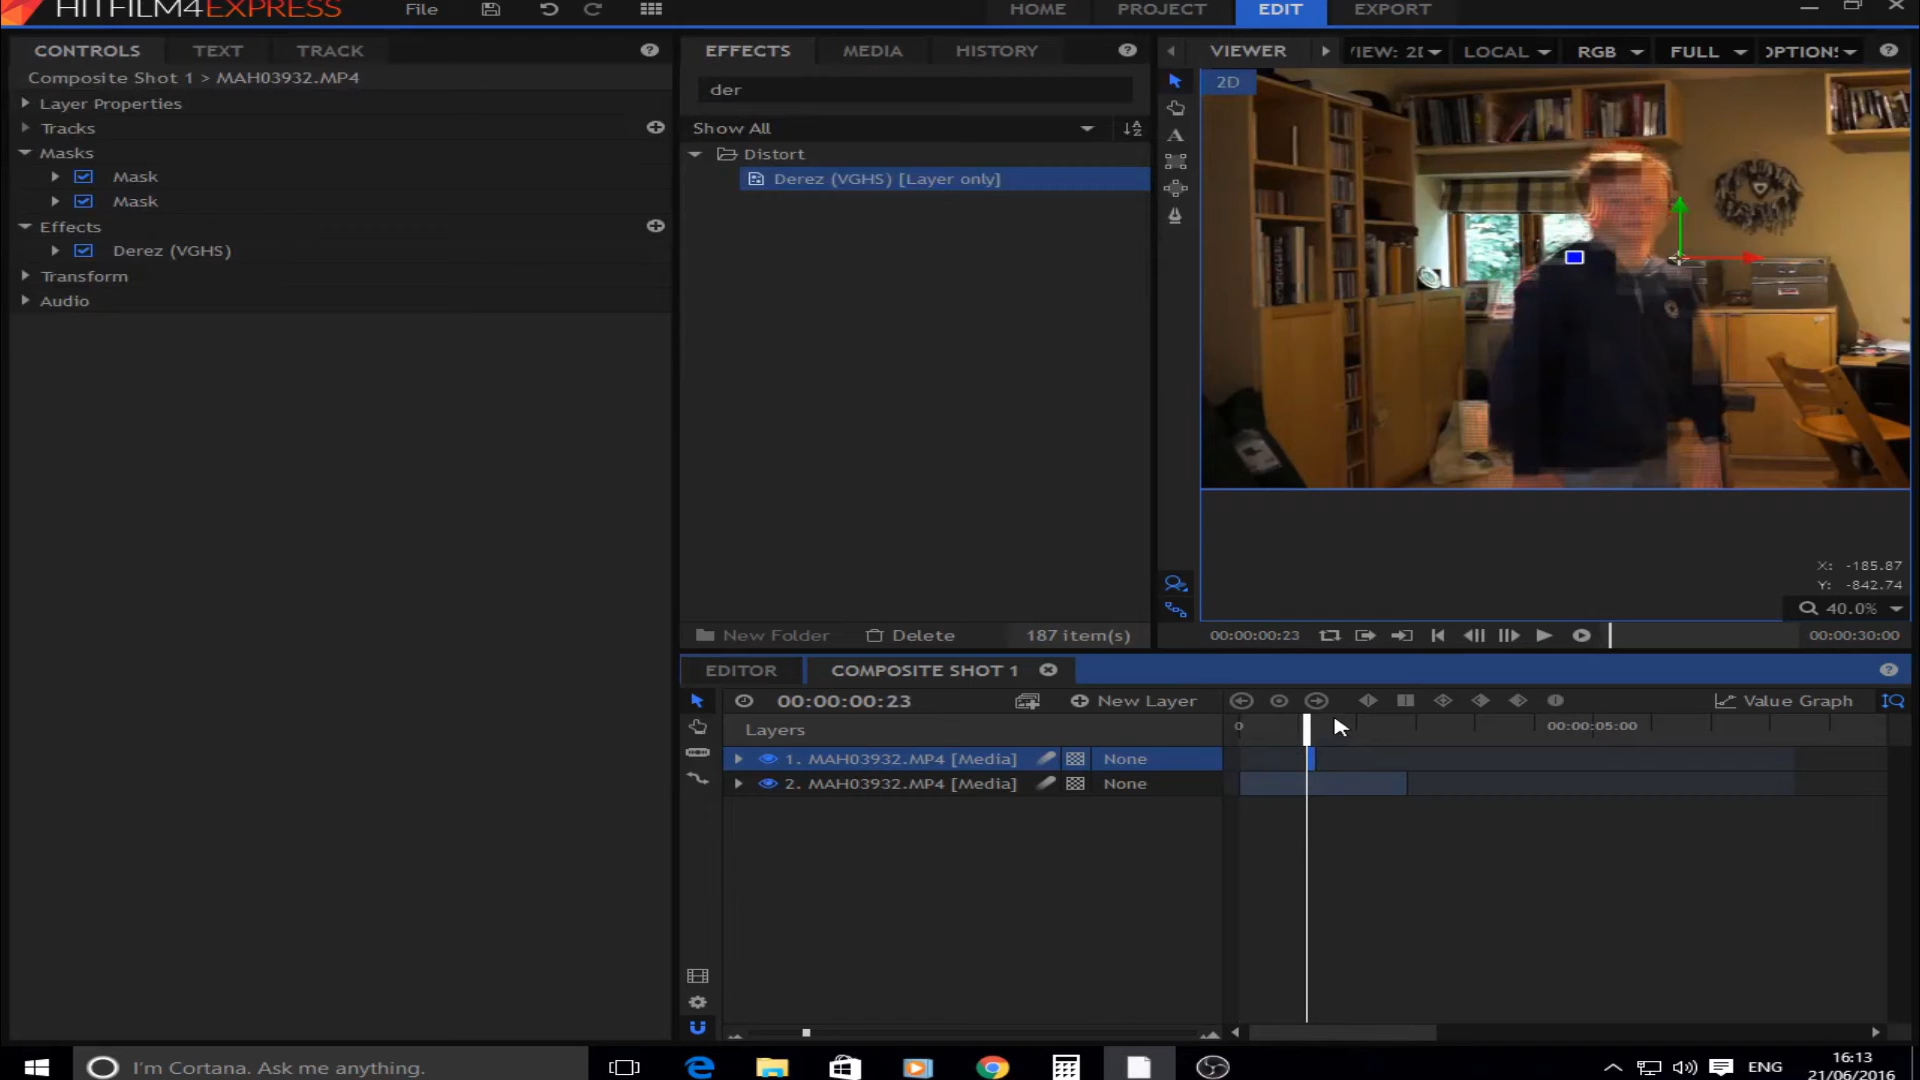 HITFILM4EXPRESS File HOME PROJECT EDIT EXPORT
CONTROLS TEXT TRACK
Composite Shot 1 > MAH03932.MP4
Layer Properties
Tracks
Masks
Mask
Mask
Effects
Derez (VGHS)
Transform
Audio
EFFECTS MEDIA HISTORY
der
Show All
Distort
Derez (VGHS) [Layer only]
New Folder Delete 187 item(s)
VIEWER LOCAL RGB FULL
2D
X: -185.87
Y: -842.74
40.0%
00:00:00:23 00:00:30:00
EDITOR COMPOSITE SHOT 1
00:00:00:23 New Layer Value Graph
Layers 0 00:00:05:00
1. MAH03932.MP4 [Media] None
2. MAH03932.MP4 [Media] None
I'm Cortana. Ask me anything. ENG 16:13
21/06/2016